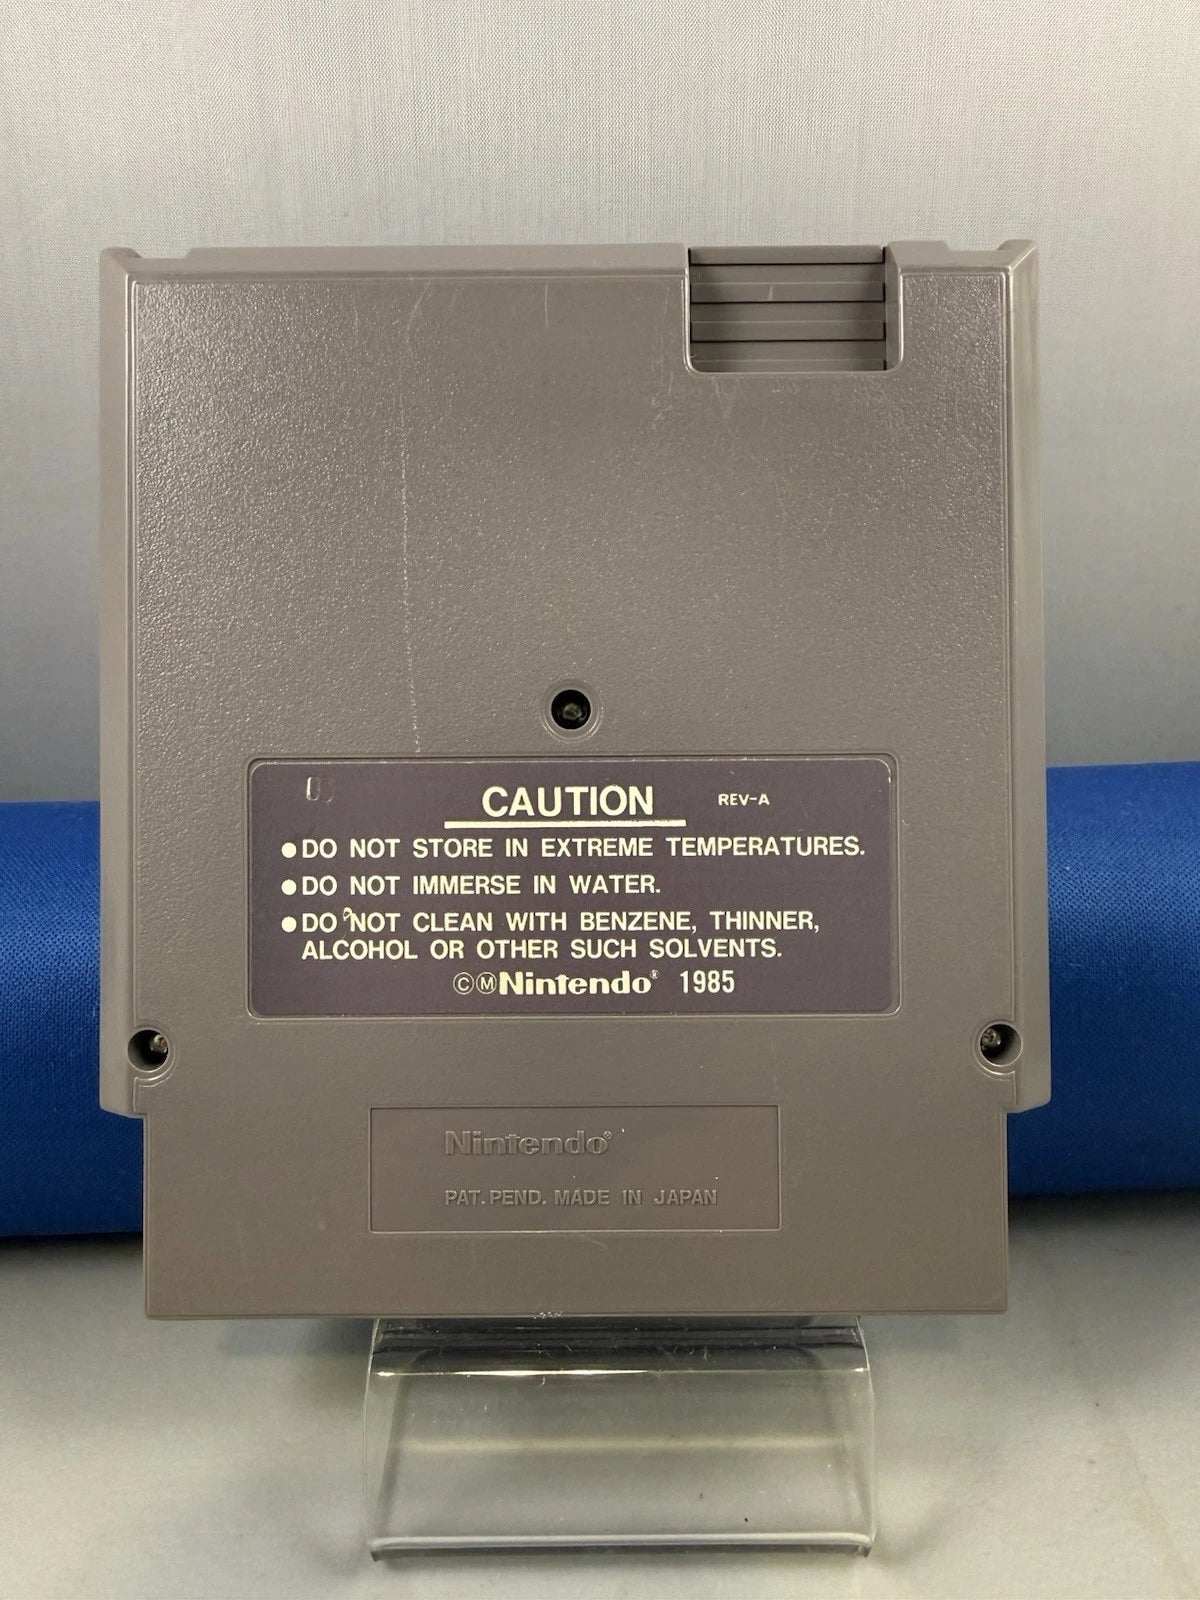 CAUTION REV-A
●DO NOT STORE IN EXTREME TEMPERATURES.
●DO NOT IMMERSE IN WATER.
●DO NOT CLEAN WITH BENZENE, THINNER,
ALCOHOL OR OTHER SUCH SOLVENTS.
ⒸⓂNintendo® 1985
Nintendo®
PAT. PEND. MADE IN JAPAN